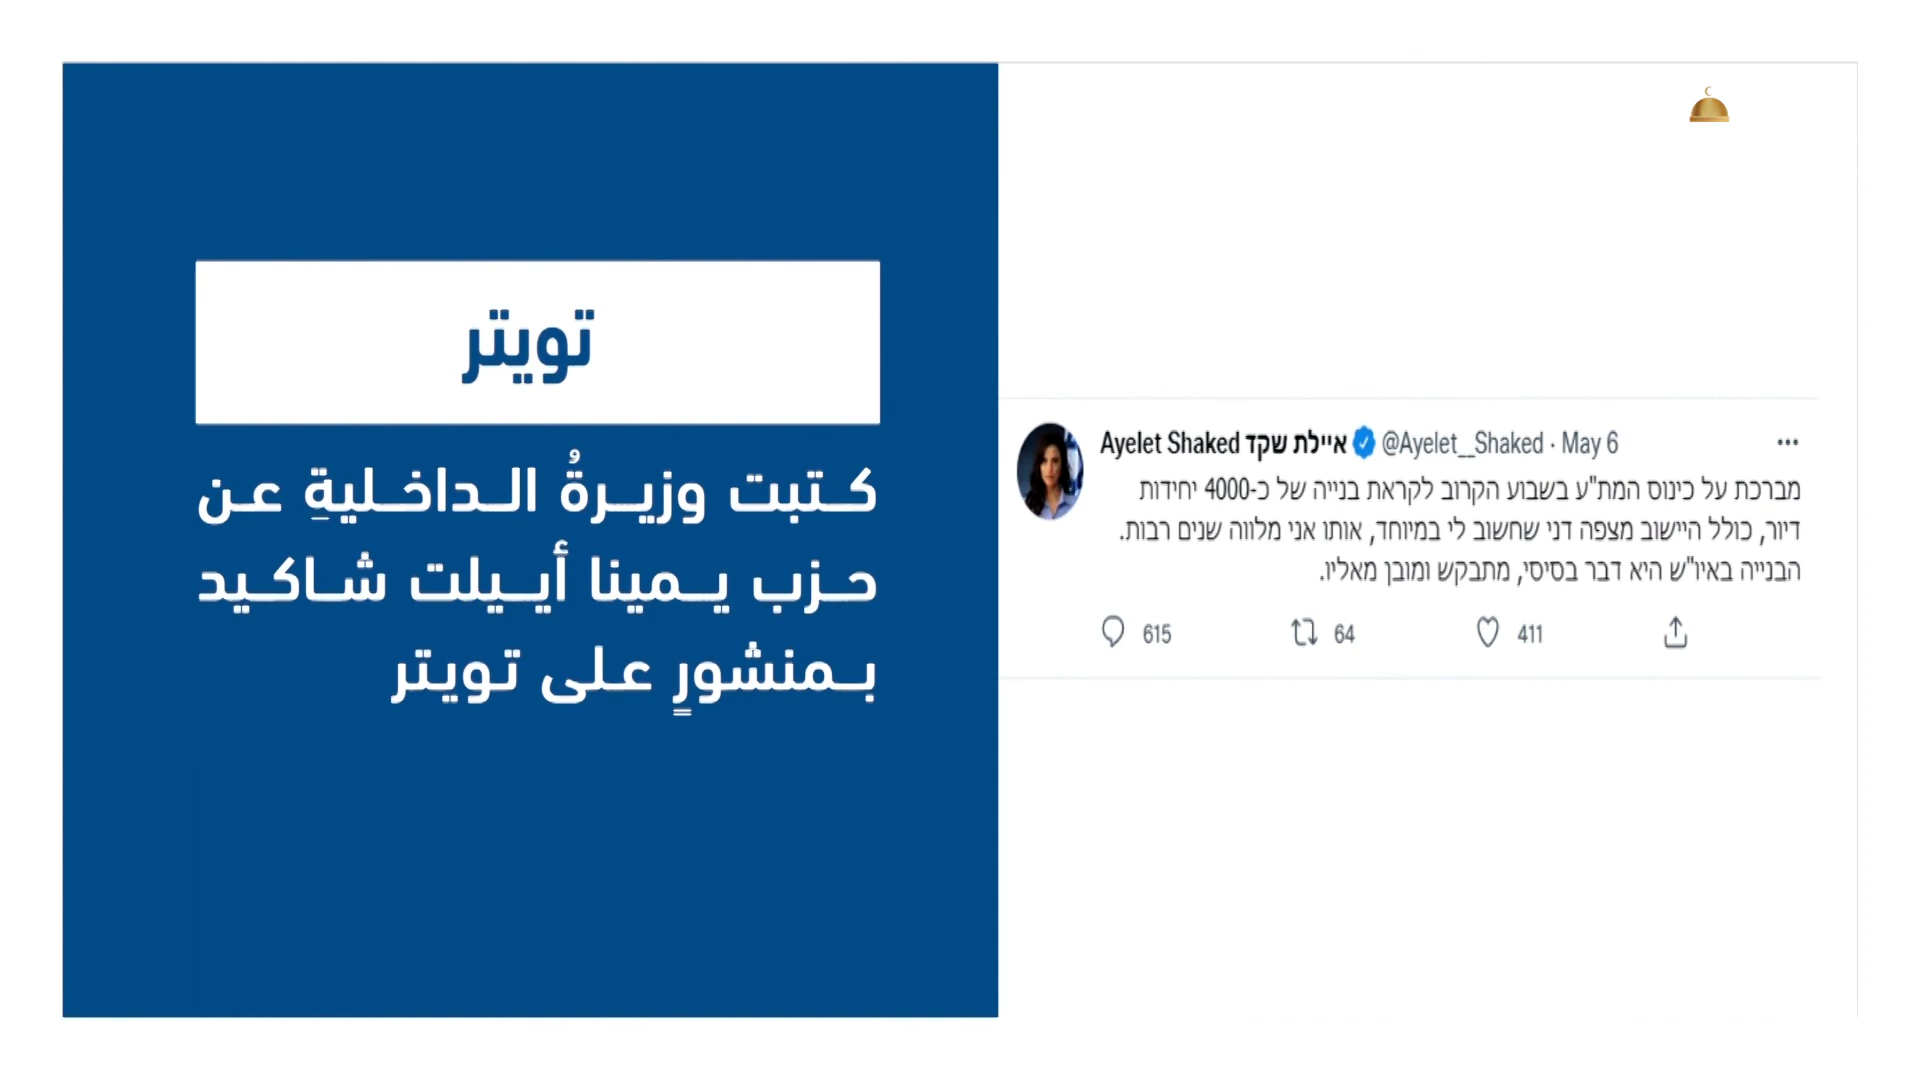 تويتر
كتبت وزيرةُ الداخليةِ عن
حزب يمينا أييلت شاكيد
بمنشورٍ على تويتر
Ayelet Shaked איילת שקד @Ayelet__Shaked · May 6
מברכת על כינוס המת"ע בשבוע הקרוב לקראת בנייה של כ-4000 יחידות
דיור, כולל היישוב מצפה דני שחשוב לי במיוחד, אותו אני מלווה שנים רבות.
הבנייה באיו"ש היא דבר בסיסי, מתבקש ומובן מאליו.
615 64 411